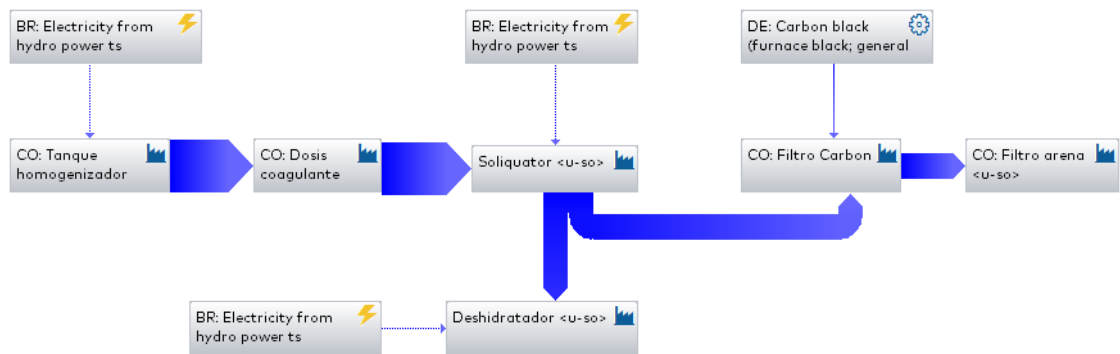 BR: Electricity from
hydro power ts
BR: Electricity from
hydro power ts
DE: Carbon black
(furnace black; general
CO: Tanque
homogenizador
CO: Dosis
coagulante
Soliquator <u-so>
CO: Filtro Carbon
CO: Filtro arena
<u-so>
BR: Electricity from
hydro power ts
Deshidratador <u-so>